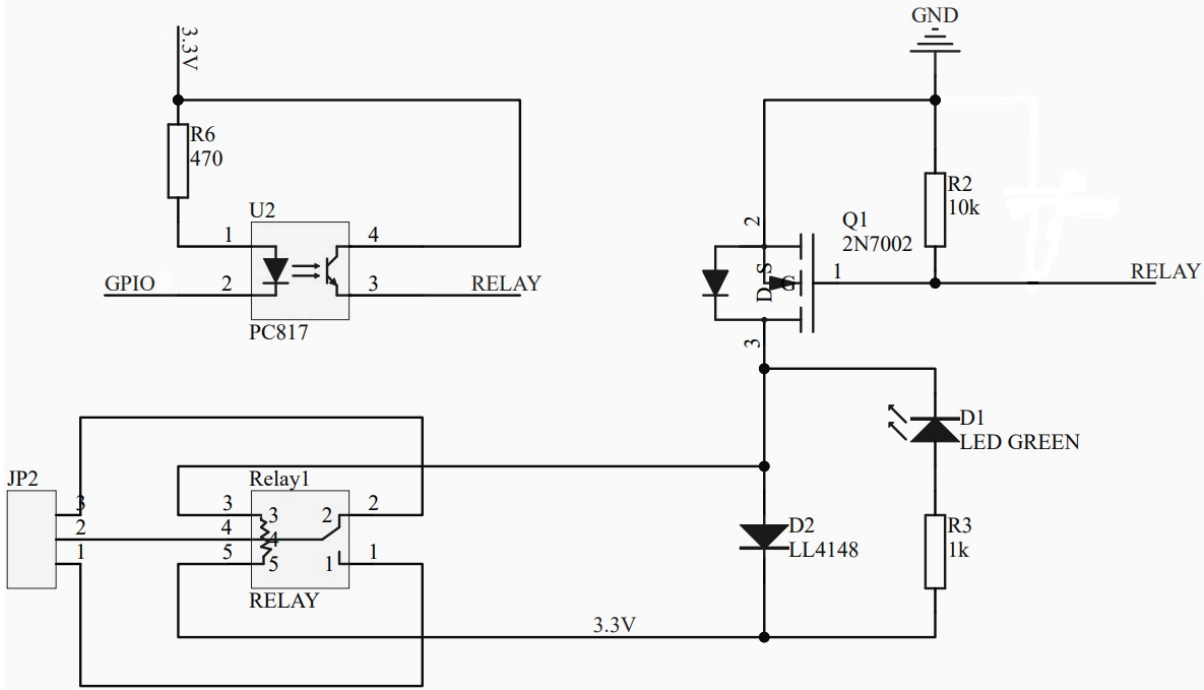 GND
3.3V
R6
470
U2
1
4
GPIO
2
3
RELAY
PC817
2
Q1
2N7002
R2
10k
S
D
G
1
RELAY
3
D1
LED GREEN
JP2
3
2
1
Relay1
3
3
2
2
4
4
5
5
1
1
RELAY
D2
LL4148
R3
1k
3.3V